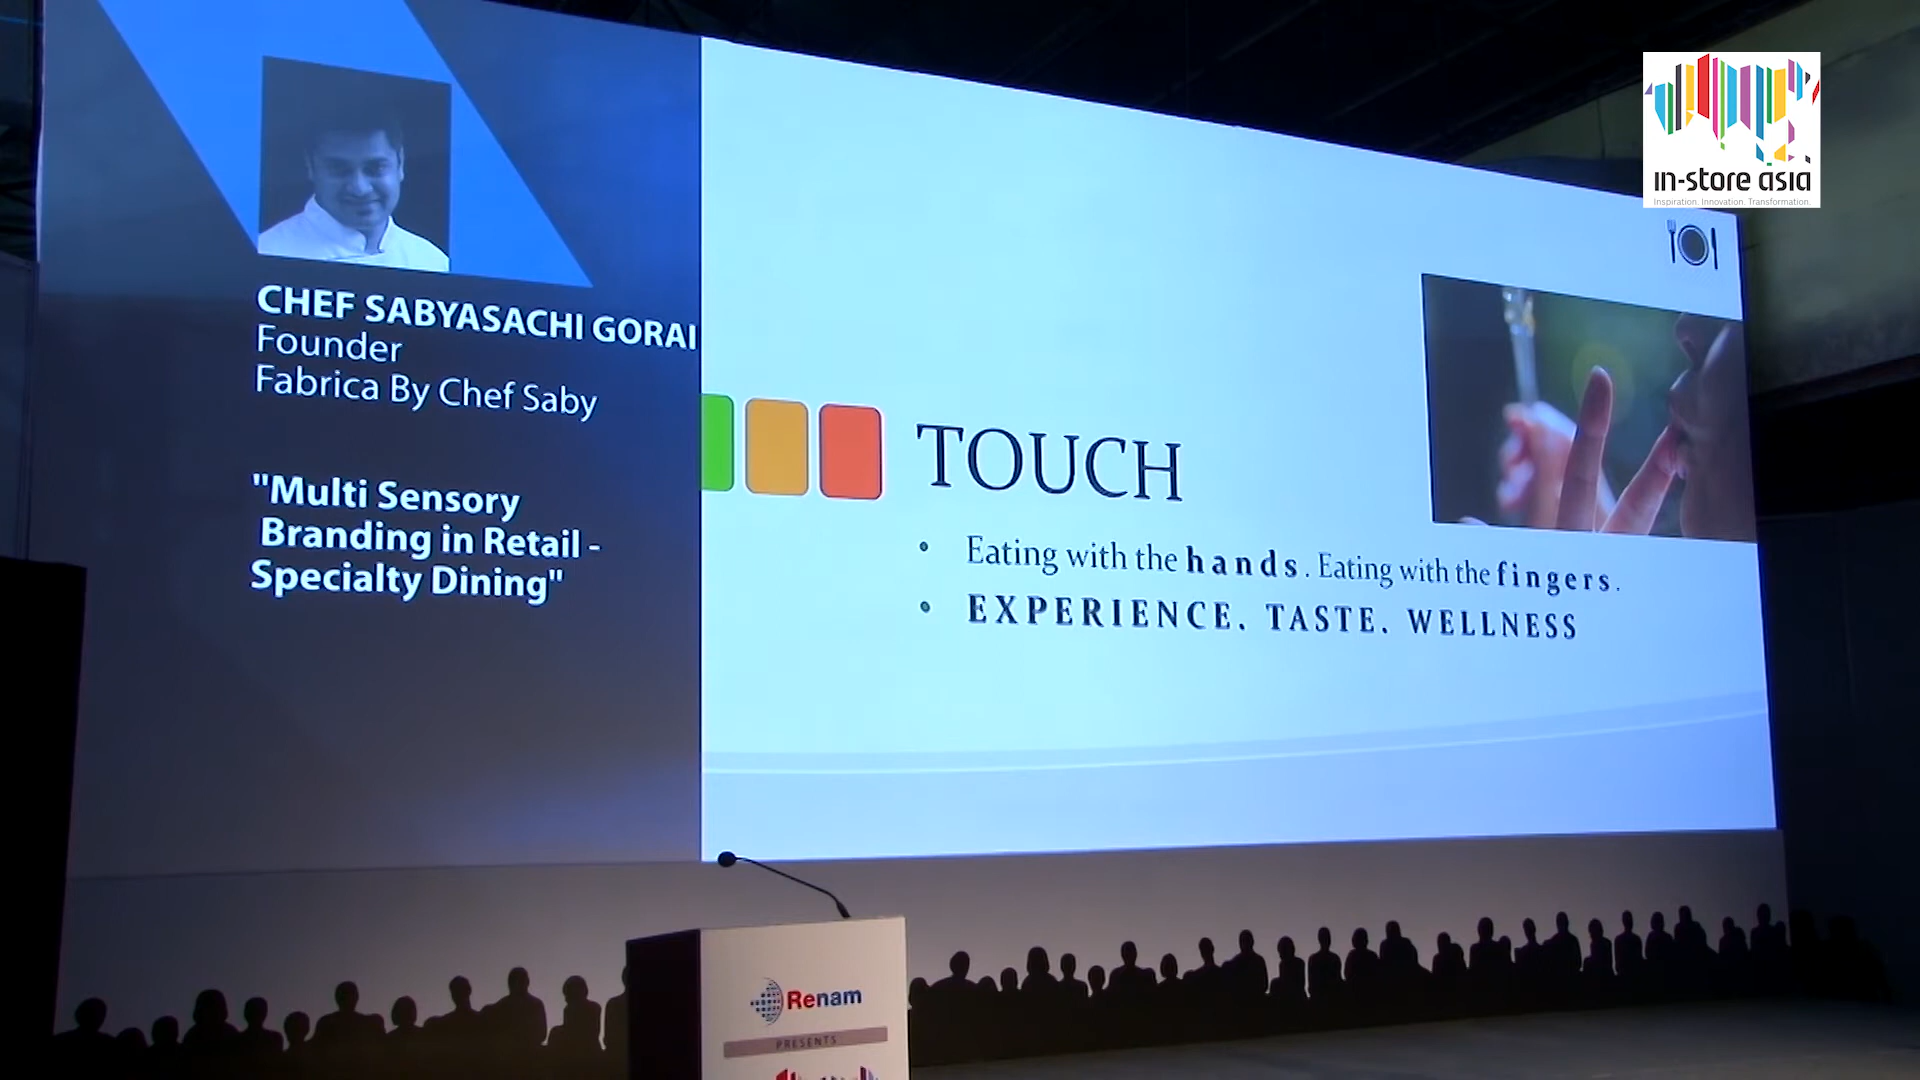 in-store asia
Inspiration. Innovation. Transformation.
CHEF SABYASACHI GORAI
Founder
Fabrica By Chef Saby
"Multi Sensory
Branding in Retail -
Specialty Dining"
TOUCH
• Eating with the hands. Eating with the fingers.
• EXPERIENCE. TASTE. WELLNESS
Renam
PRESENTS